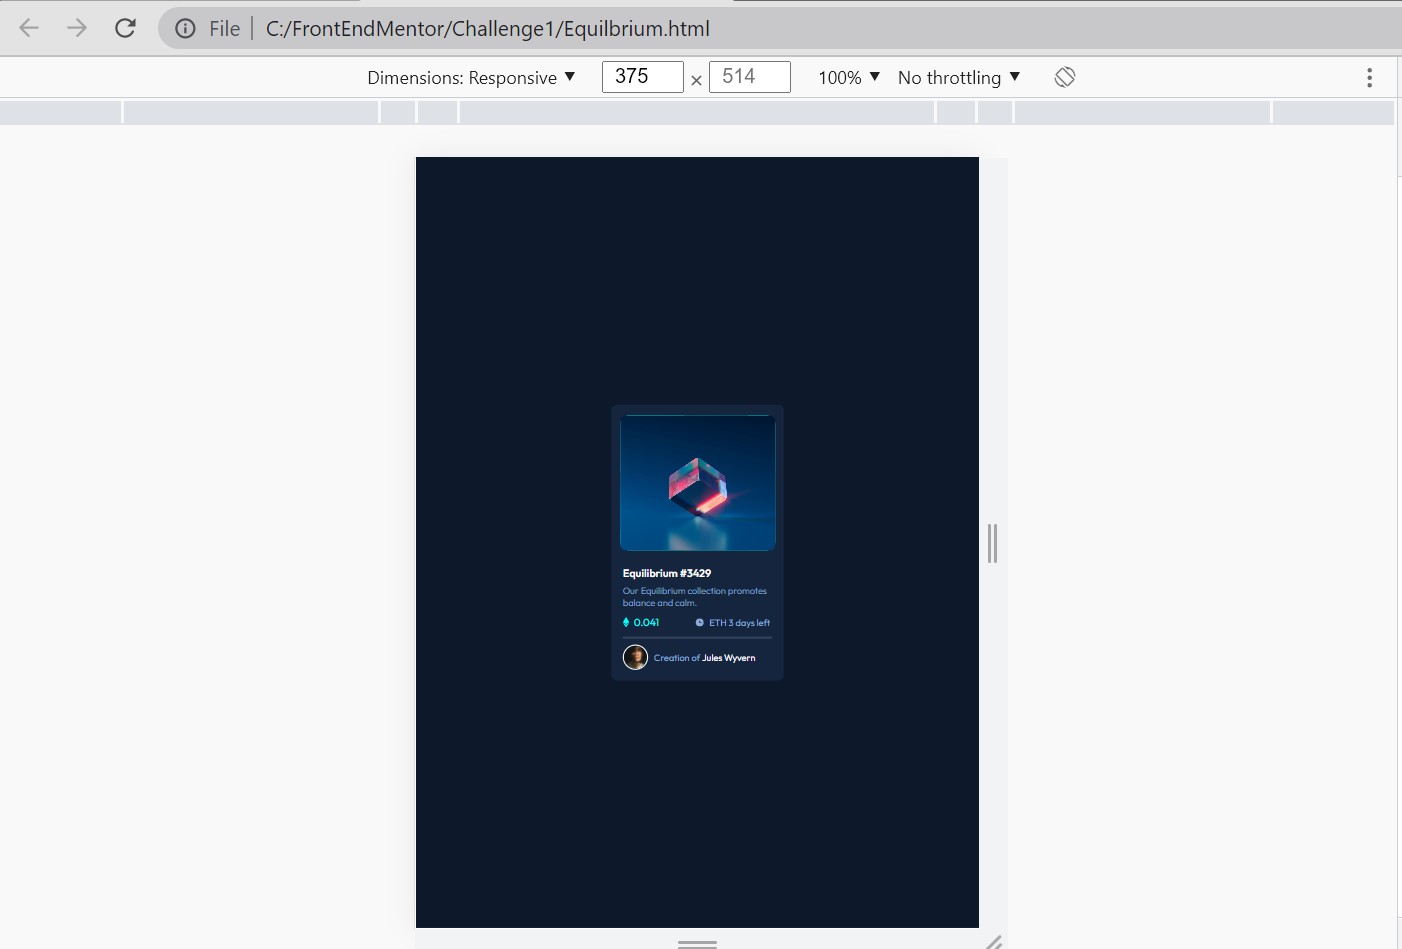 File C:/FrontEndMentor/Challenge1/Equilbrium.html
Dimensions: Responsive ▼ 375 × 514 100% ▼ No throttling ▼
Equilibrium #3429
Our Equilibrium collection promotes
balance and calm.
0.041 ETH 3 days left
Creation of Jules Wyvern